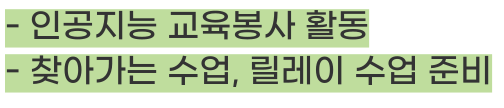 - 인공지능 교육봉사 활동
- 찾아가는 수업, 릴레이 수업 준비